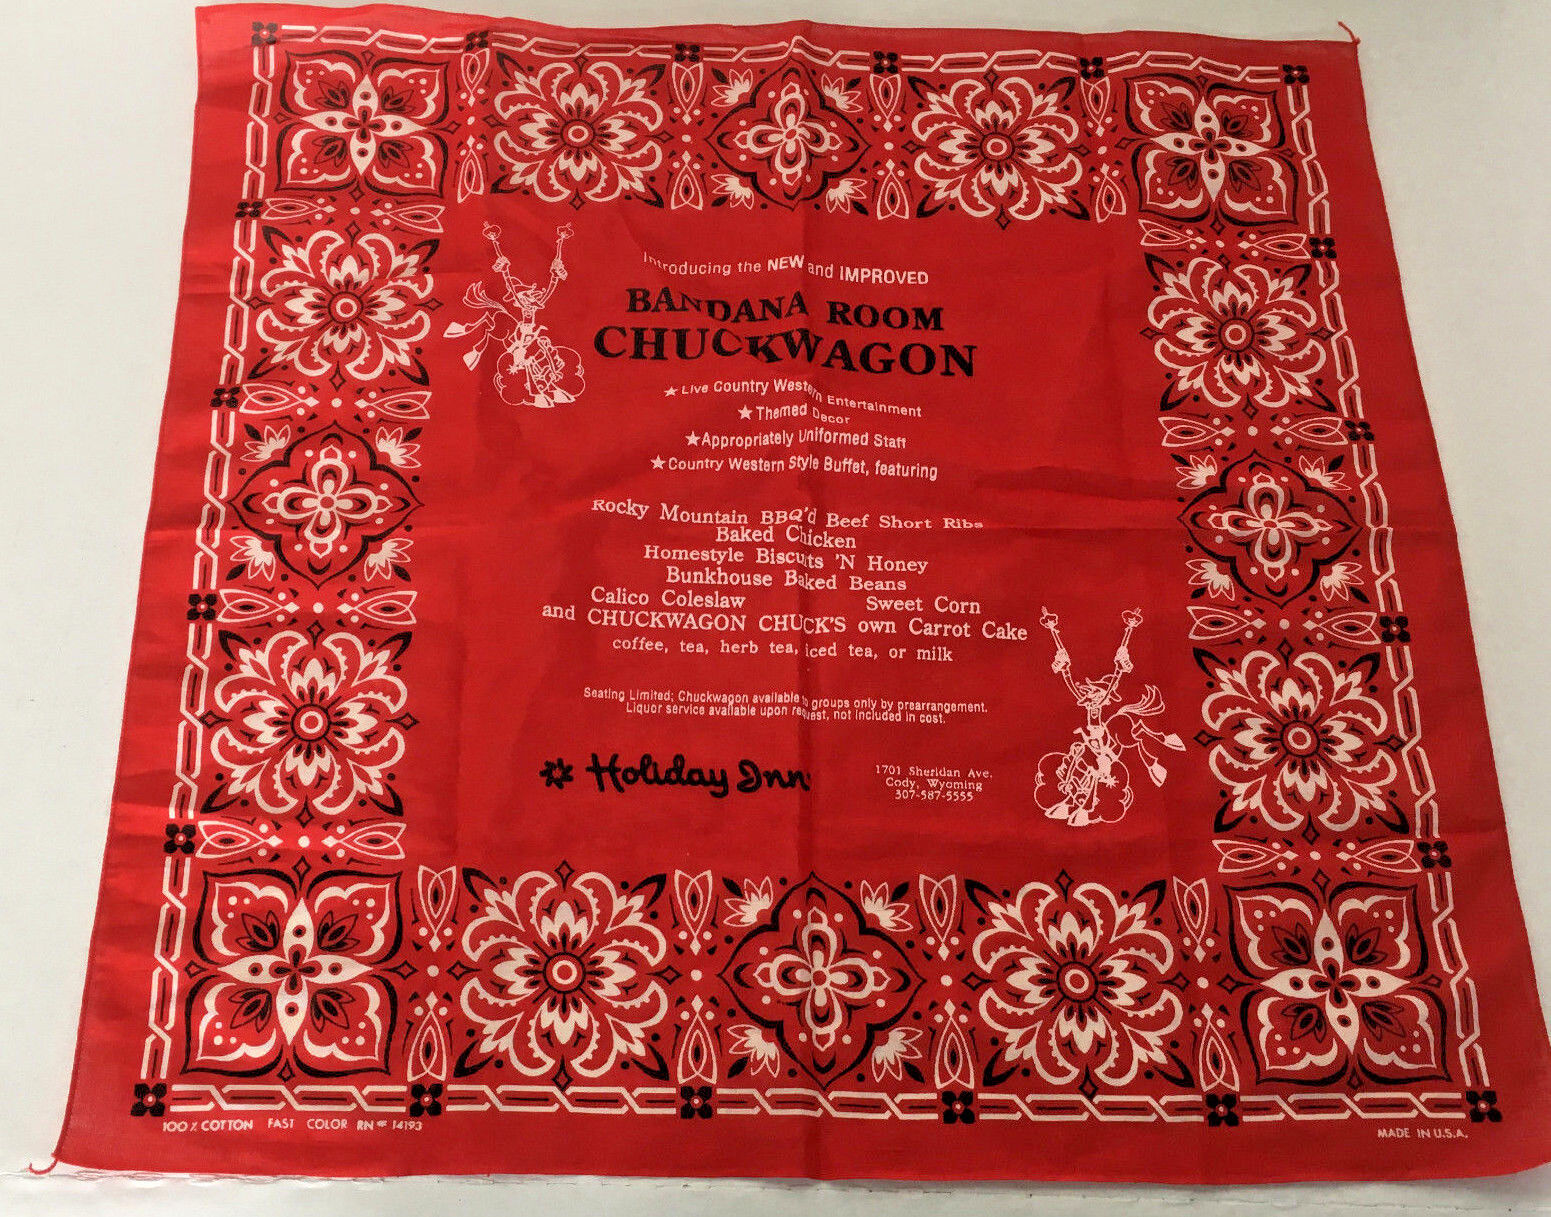 Introducing the NEW and IMPROVED
BANDANA ROOM
CHUCKWAGON
★Live Country Western Entertainment
★Themed Decor
★Appropriately Uniformed Staff
★Country Western Style Buffet, featuring
Rocky Mountain BBQ'd Beef Short Ribs
Baked Chicken
Homestyle Biscuits 'N Honey
Bunkhouse Baked Beans
Calico Coleslaw Sweet Corn
and CHUCKWAGON CHUCK'S own Carrot Cake
coffee, tea, herb tea, iced tea, or milk
Seating Limited: Chuckwagon available to groups only by prearrangement.
Liquor service available upon request, not included in cost.
Holiday Inn
1701 Sheridan Ave.
Cody, Wyoming
307-587-5555
100% COTTON FAST COLOR RN# 14193
MADE IN U.S.A.